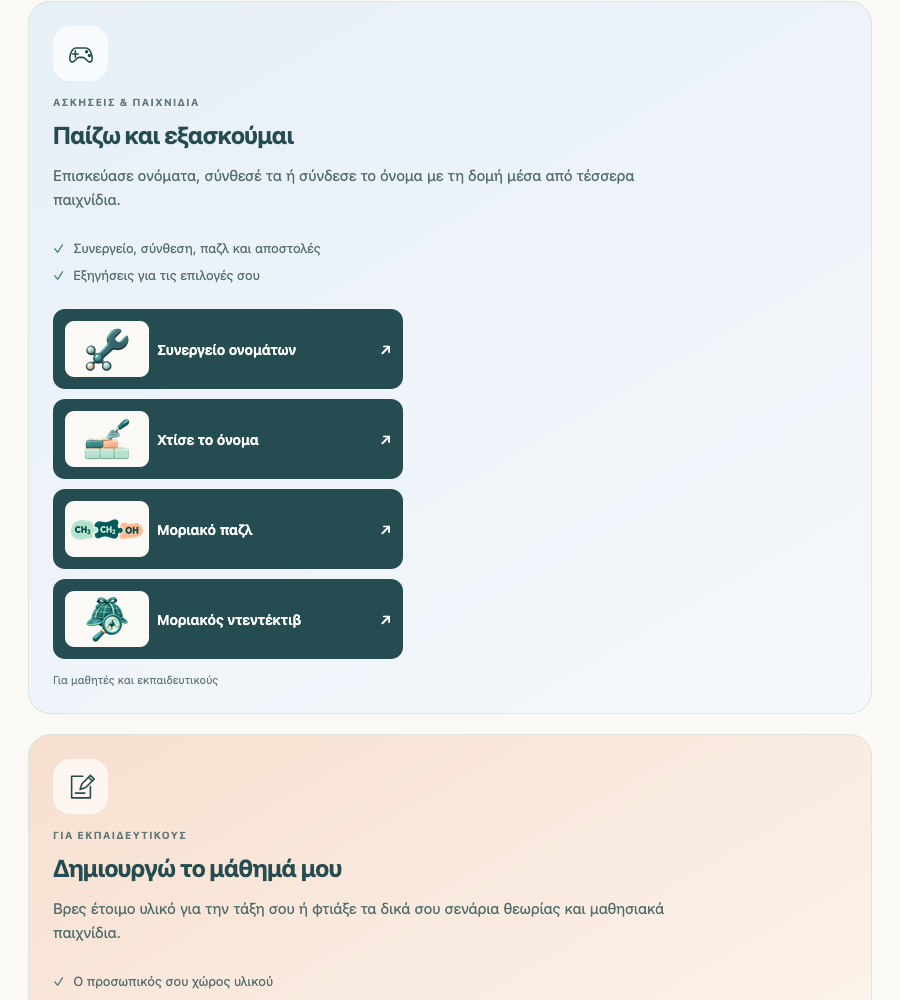 ΑΣΚΗΣΕΙΣ & ΠΑΙΧΝΙΔΙΑ
Παίζω και εξασκούμαι
Επισκεύασε ονόματα, σύνθεσέ τα ή σύνδεσε το όνομα με τη δομή μέσα από τέσσερα
παιχνίδια.
Συνεργείο, σύνθεση, παζλ και αποστολές
Εξηγήσεις για τις επιλογές σου
Συνεργείο ονομάτων
Χτίσε το όνομα
CH₃ CH₂ OH
Μοριακό παζλ
Μοριακός ντεντέκτιβ
Για μαθητές και εκπαιδευτικούς
ΓΙΑ ΕΚΠΑΙΔΕΥΤΙΚΟΥΣ
Δημιουργώ το μάθημά μου
Βρες έτοιμο υλικό για την τάξη σου ή φτιάξε τα δικά σου σενάρια θεωρίας και μαθησιακά
παιχνίδια.
Ο προσωπικός σου χώρος υλικού